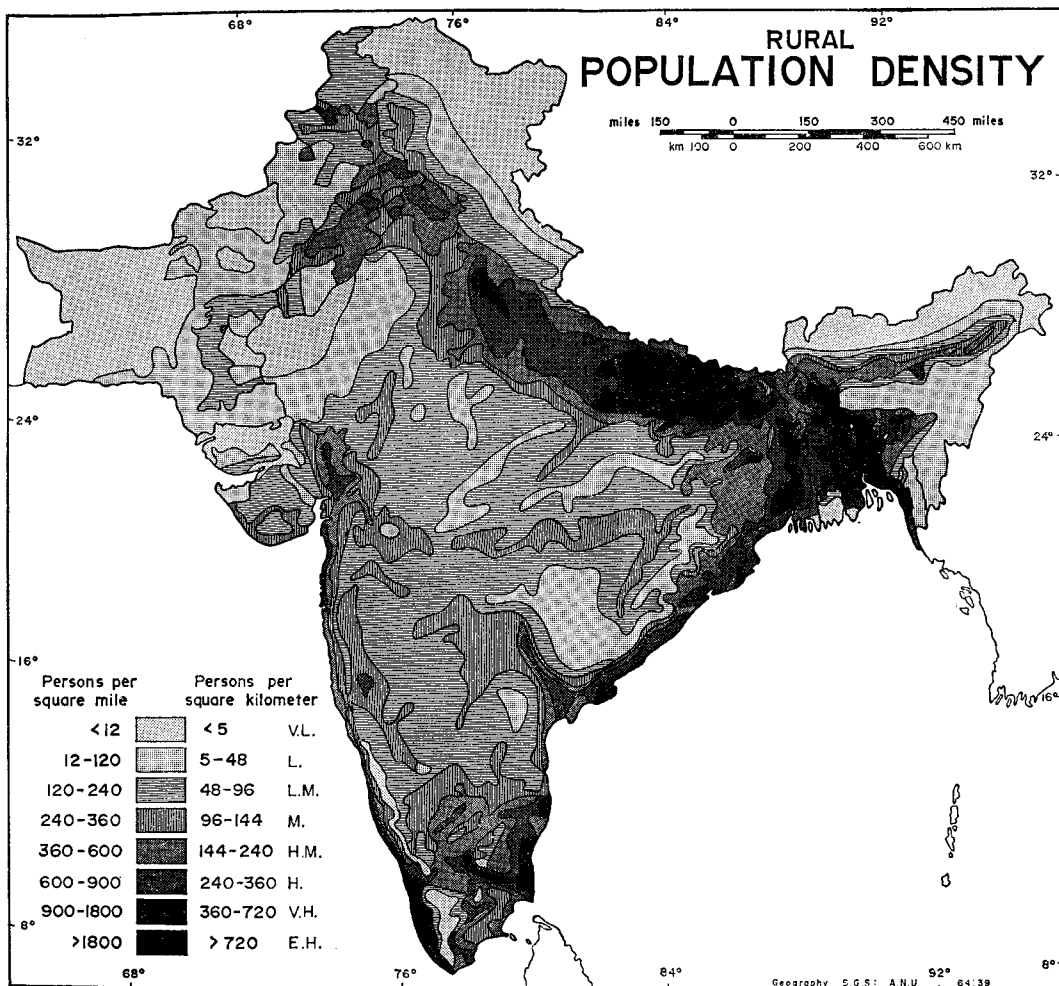 68° 76° 84° 92°
RURAL
POPULATION DENSITY
miles 150 0 150 300 450 miles
km 100 0 200 400 600 km
32°
32°
24°
24°
16°
16°
Persons per square mile Persons per square kilometer
<12 <5 V.L.
12-120 5-48 L.
120-240 48-96 L.M.
240-360 96-144 M.
360-600 144-240 H.M.
600-900 240-360 H.
900-1800 360-720 V.H.
>1800 >720 E.H.
8°
8°
68° 76° 84° 92°
Geography S.G.S: A.N.U 64:39